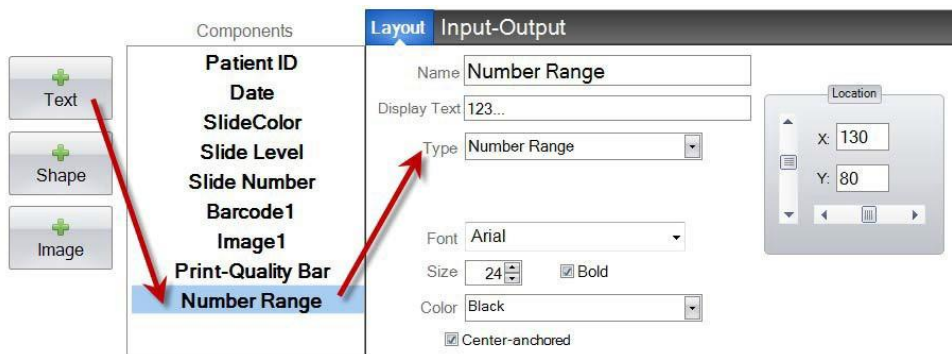 Components
Text
Shape
Image
Patient ID
Date
SlideColor
Slide Level
Slide Number
Barcode1
Image1
Print-Quality Bar
Number Range
Layout Input-Output
Name Number Range
Display Text 123...
Type Number Range
Font Arial
Size 24 Bold
Color Black
Center-anchored
Location
X: 130
Y: 80